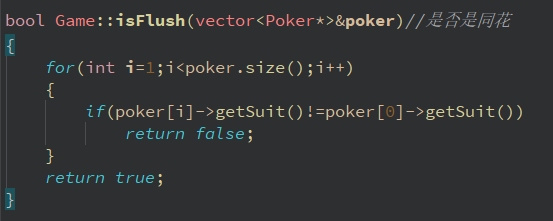 bool Game::isFlush(vector<Poker*>&poker)//是否是同花
{
    for(int i=1;i<poker.size();i++)
    {
        if(poker[i]->getSuit()!=poker[0]->getSuit())
            return false;
    }
    return true;
}